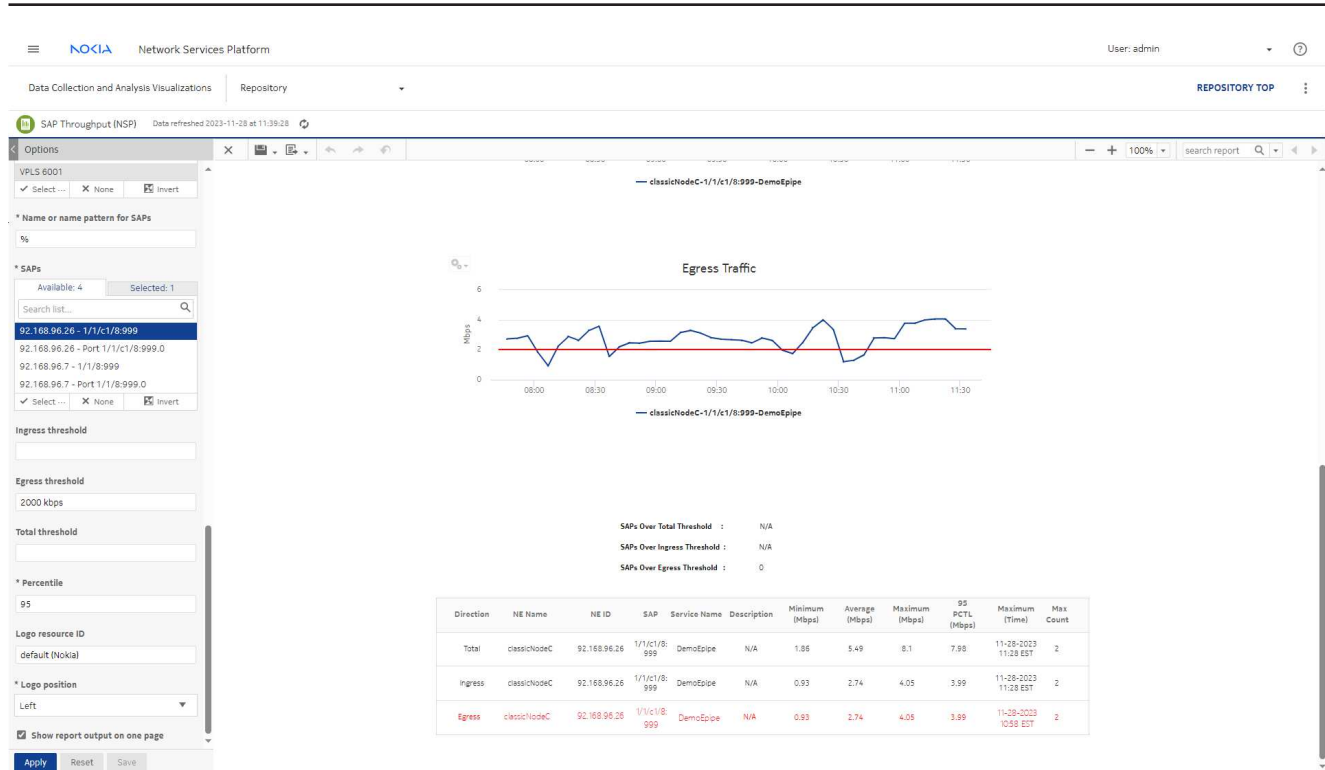 NOKIA Network Services Platform User: admin
Data Collection and Analysis Visualizations Repository REPOSITORY TOP
SAP Throughput (NSP) Data refreshed 2023-11-28 at 11:39:28
Options 100% search report
VPLS 6001
Select ... None Invert
* Name or name pattern for SAPs
%
* SAPs
Available: 4 Selected: 1
Search list...
92.168.96.26 - 1/1/c1/8:999
92.168.96.26 - Port 1/1/c1/8:999.0
92.168.96.7 - 1/1/8:999
92.168.96.7 - Port 1/1/8:999.0
Select ... None Invert
Ingress threshold
Egress threshold
2000 kbps
Total threshold
* Percentile
95
Logo resource ID
default (Nokia)
* Logo position
Left
Show report output on one page
Apply Reset Save
classicNodeC-1/1/c1/8:999-DemoEpipe
Egress Traffic
Mbps
6
4
2
0
08:00 08:30 09:00 09:30 10:00 10:30 11:00 11:30
classicNodeC-1/1/c1/8:999-DemoEpipe
SAPs Over Total Threshold : N/A
SAPs Over Ingress Threshold : N/A
SAPs Over Egress Threshold : 0
Direction NE Name NE ID SAP Service Name Description Minimum (Mbps) Average (Mbps) Maximum (Mbps) 95 PCTL (Mbps) Maximum (Time) Max Count
Total classicNodeC 92.168.96.26 1/1/c1/8:999 DemoEpipe N/A 1.86 5.49 8.1 7.98 11-28-2023 11:28 EST 2
Ingress classicNodeC 92.168.96.26 1/1/c1/8:999 DemoEpipe N/A 0.93 2.74 4.05 3.99 11-28-2023 11:28 EST 2
Egress classicNodeC 92.168.96.26 1/1/c1/8:999 DemoEpipe N/A 0.93 2.74 4.05 3.99 11-28-2023 10:58 EST 2